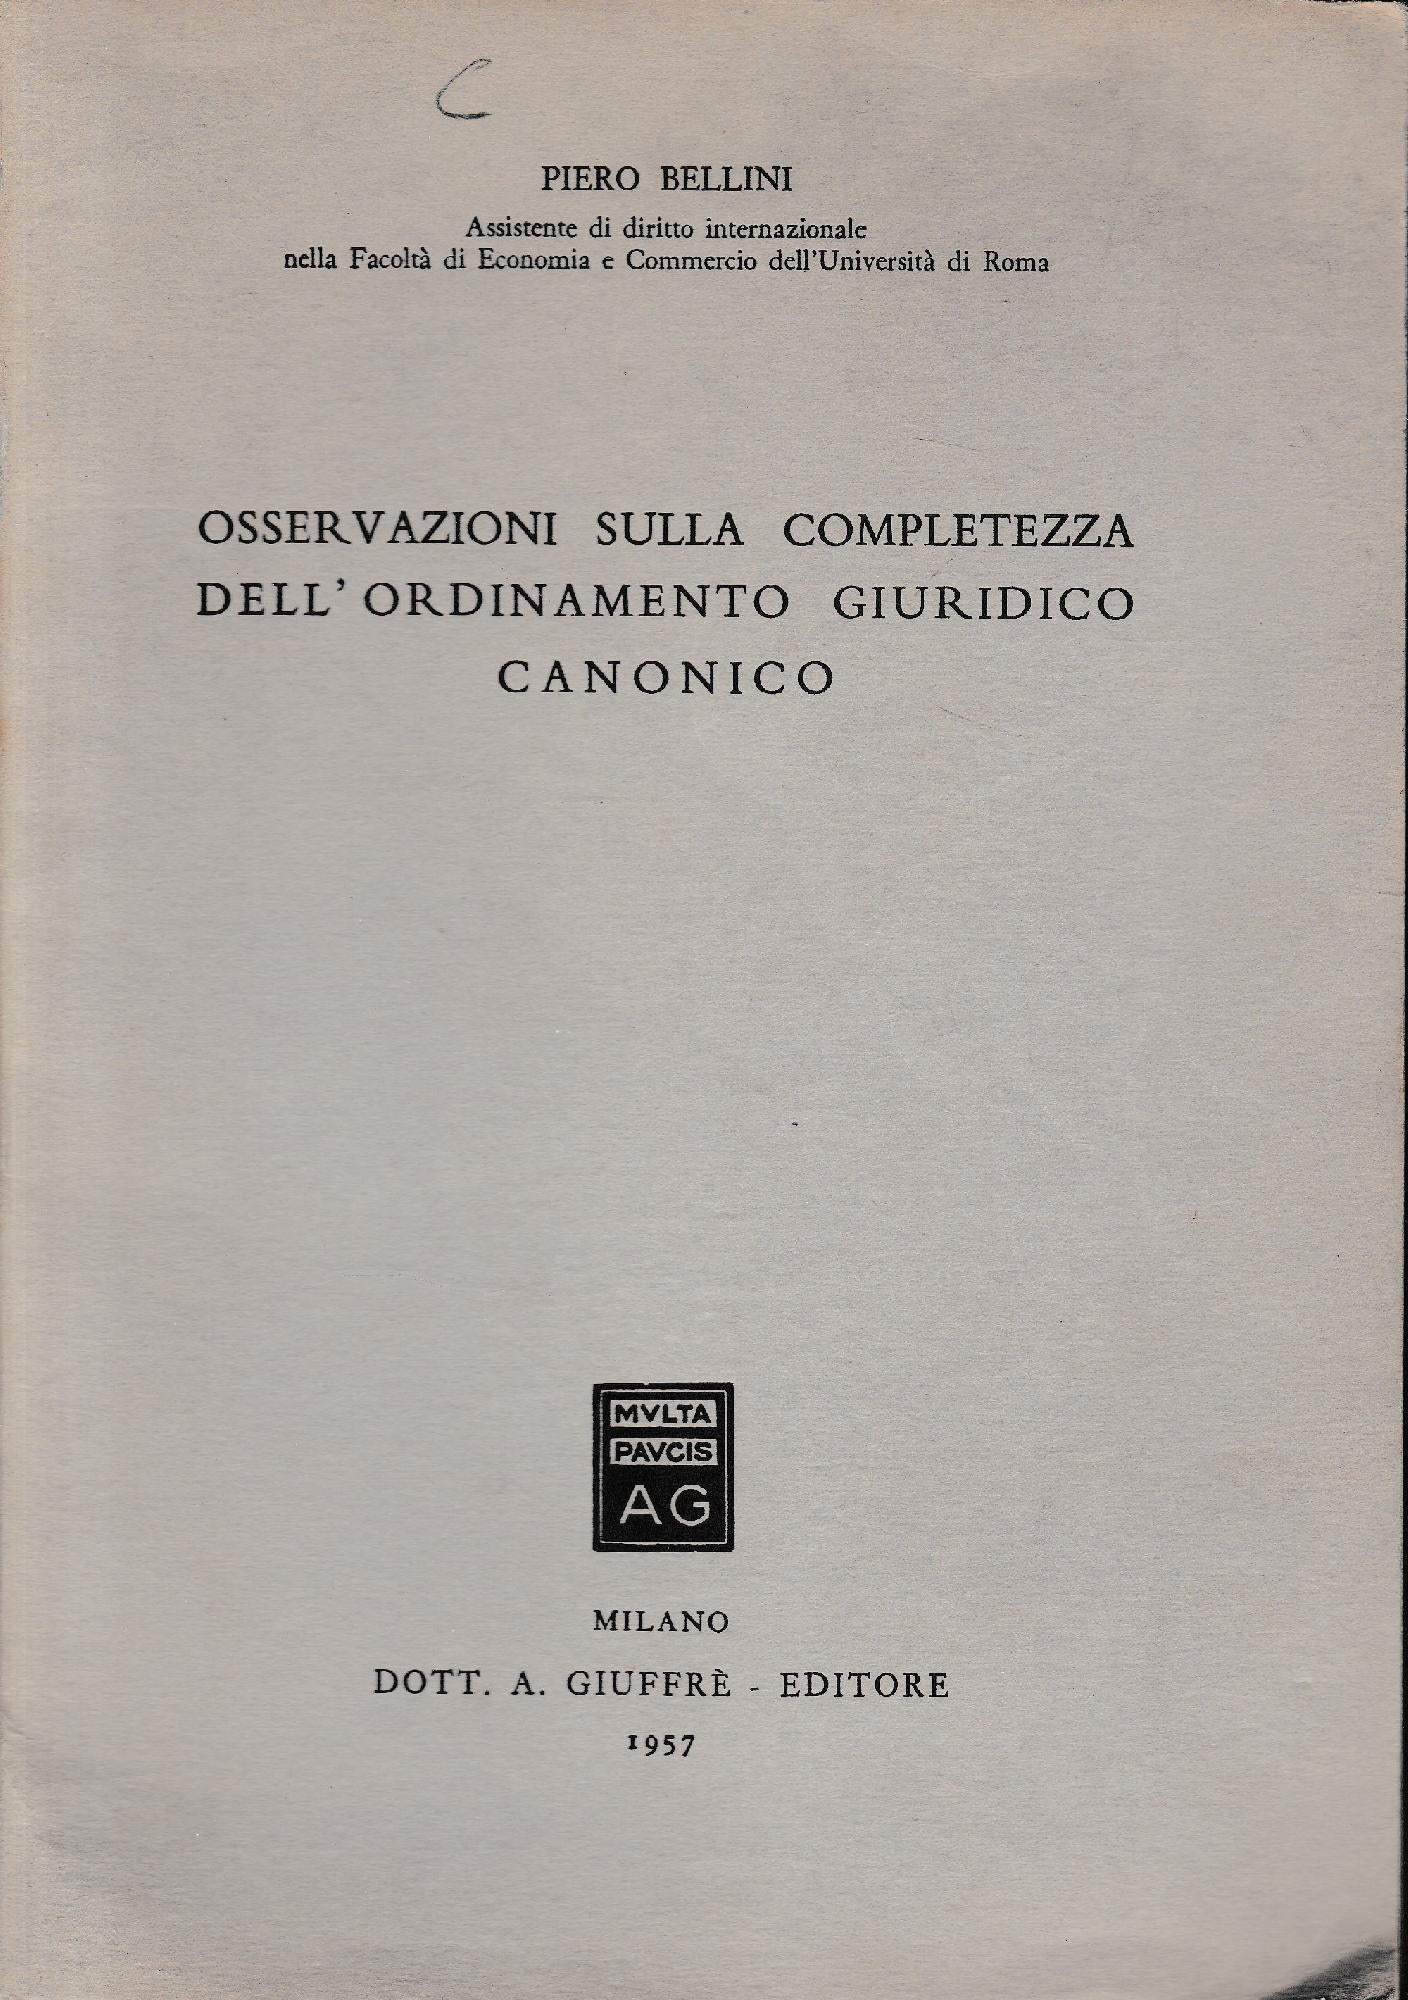 C
PIERO BELLINI
Assistente di diritto internazionale
nella Facoltà di Economia e Commercio dell'Università di Roma
OSSERVAZIONI SULLA COMPLETEZZA
DELL'ORDINAMENTO GIURIDICO
CANONICO
MVLTA
PAVCIS
AG
MILANO
DOTT. A. GIUFFRÈ - EDITORE
1957